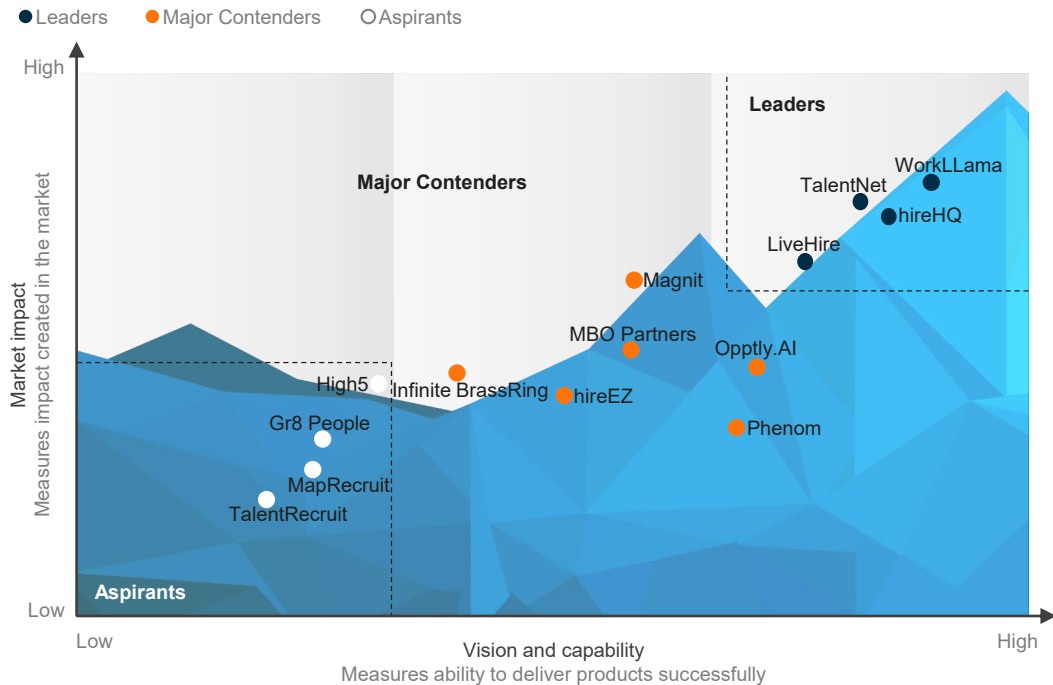 Leaders
Major Contenders
Aspirants
High
Leaders
Major Contenders
WorkLLama
TalentNet
hireHQ
LiveHire
Magnit
MBO Partners
Opptly.AI
High5
Infinite BrassRing
hireEZ
Gr8 People
Phenom
MapRecruit
TalentRecruit
Aspirants
Market impact
Measures impact created in the market
Low
Low
High
Vision and capability
Measures ability to deliver products successfully